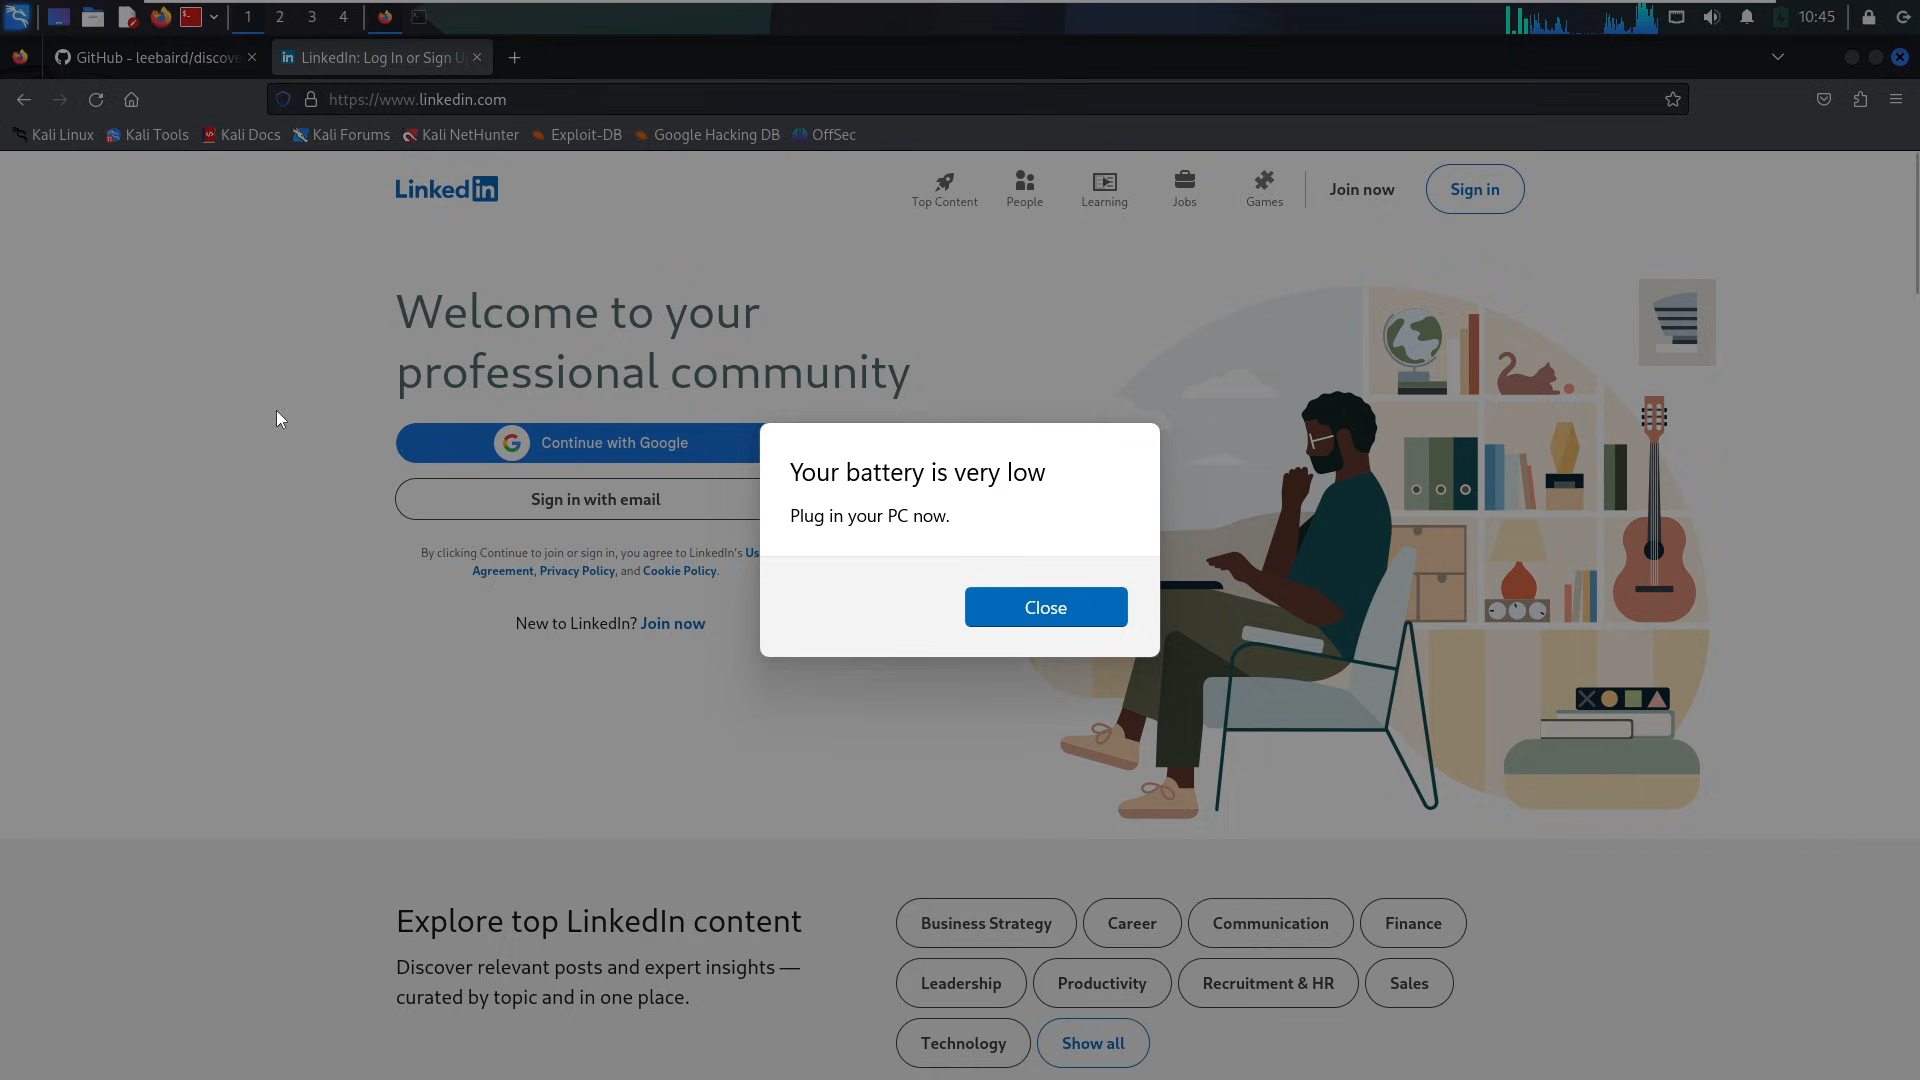 1 2 3 4 10:45
GitHub - leebaird/discove
LinkedIn: Log In or Sign U
https://www.linkedin.com
Kali Linux Kali Tools Kali Docs Kali Forums Kali NetHunter Exploit-DB Google Hacking DB OffSec
Linkedin
Top Content People Learning Jobs Games Join now Sign in
Welcome to your
professional community
Continue with Google
Sign in with email
By clicking Continue to join or sign in, you agree to LinkedIn's Us
Agreement, Privacy Policy, and Cookie Policy.
New to LinkedIn? Join now
Your battery is very low
Plug in your PC now.
Close
Explore top LinkedIn content
Discover relevant posts and expert insights —
curated by topic and in one place.
Business Strategy Career Communication Finance
Leadership Productivity Recruitment & HR Sales
Technology Show all